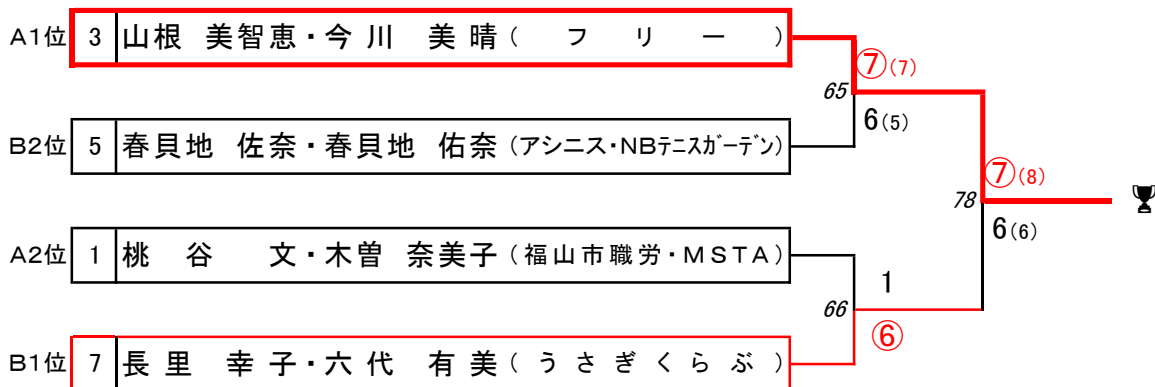 A1位 3 山根 美智恵・今川 美晴(フリー)
⑦(7)
65
6(5)
B2位 5 春貝地 佐奈・春貝地 佑奈(アシニス・NBテニスガーデン)
⑦(8)
78
6(6)
A2位 1 桃谷 文・木曽 奈美子(福山市職労・MSTA)
1
66
⑥
B1位 7 長里 幸子・六代 有美(うさぎくらぶ)